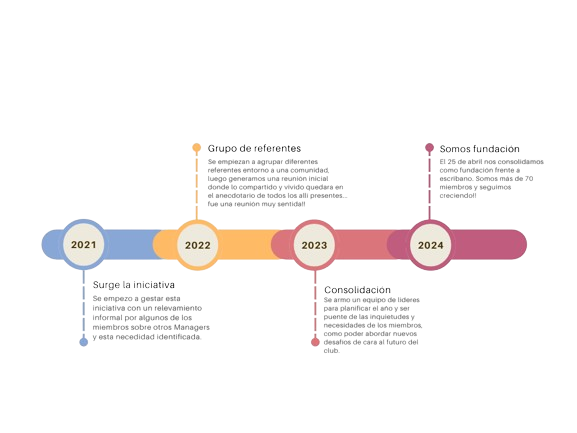 2021
Surge la iniciativa
Se empezo a gestar esta
iniciativa con un relevamiento
informal por algunos de los
miembros sobre otros Managers
y esta necedidad identificada.
2022
Grupo de referentes
Se empiezan a agrupar diferentes
referentes entorno a una comunidad,
luego generamos una reunión inicial
donde lo compartido y vivido quedara en
el anecdotario de todos los alli presentes...
fue una reunión muy sentida!!
2023
Consolidación
Se armo un equipo de lideres
para planificar el año y ser
puente de las inquietudes y
necesidades de los miembros,
como poder abordar nuevos
desafios de cara al futuro del
club.
2024
Somos fundación
El 25 de abril nos consolidamos
como fundación frente a
escribano. Somos más de 70
miembros y seguimos
creciendo!!